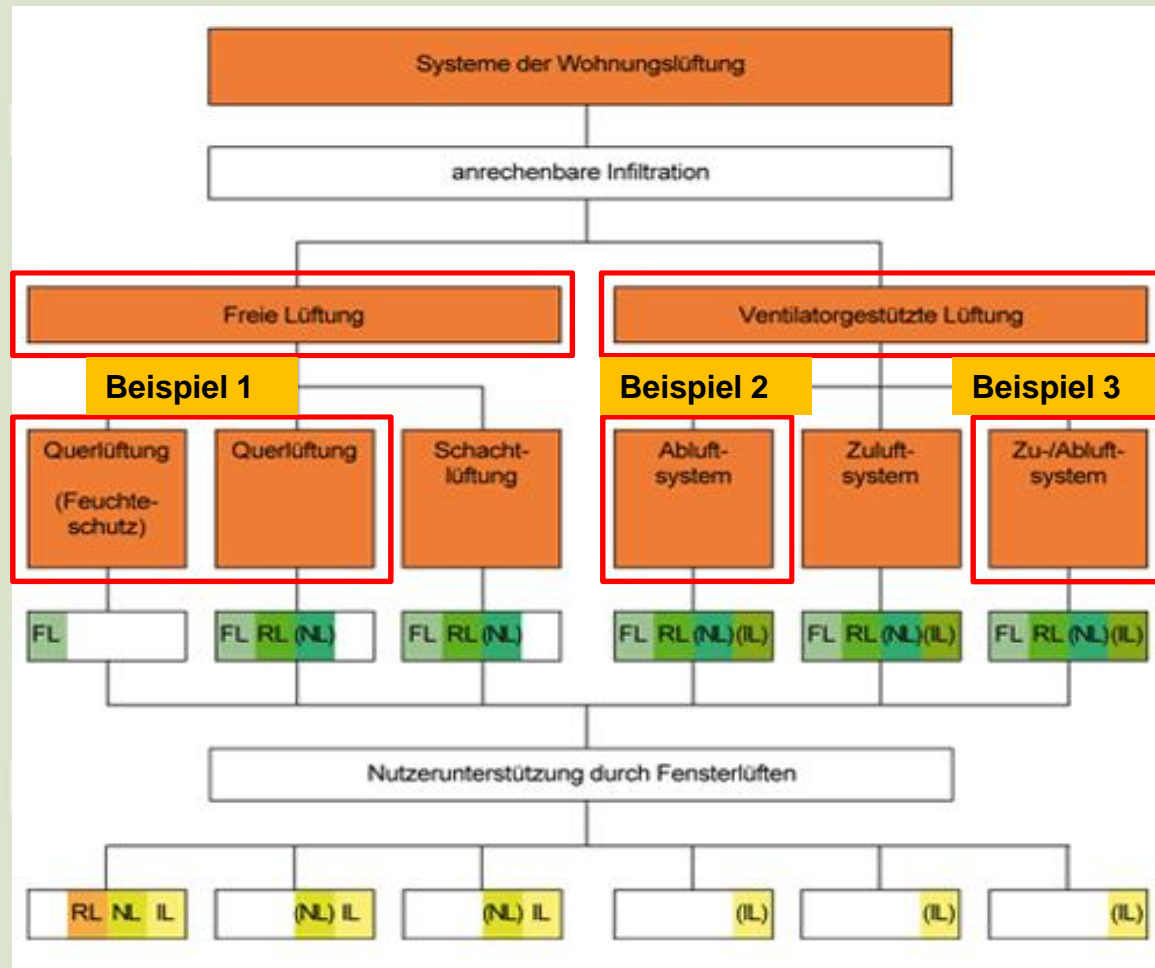 Systeme der Wohnungslüftung
anrechenbare Infiltration
Freie Lüftung
Ventilatorgestützte Lüftung
Beispiel 1
Beispiel 2
Beispiel 3
Querlüftung
(Feuchte-
schutz)
Querlüftung
Schacht-
lüftung
Abluft-
system
Zuluft-
system
Zu-/Abluft-
system
FL
FL RL (NL)
FL RL (NL)
FL RL (NL) (IL)
FL RL (NL) (IL)
FL RL (NL) (IL)
Nutzerunterstützung durch Fensterlüften
RL NL IL
(NL) IL
(NL) IL
(IL)
(IL)
(IL)